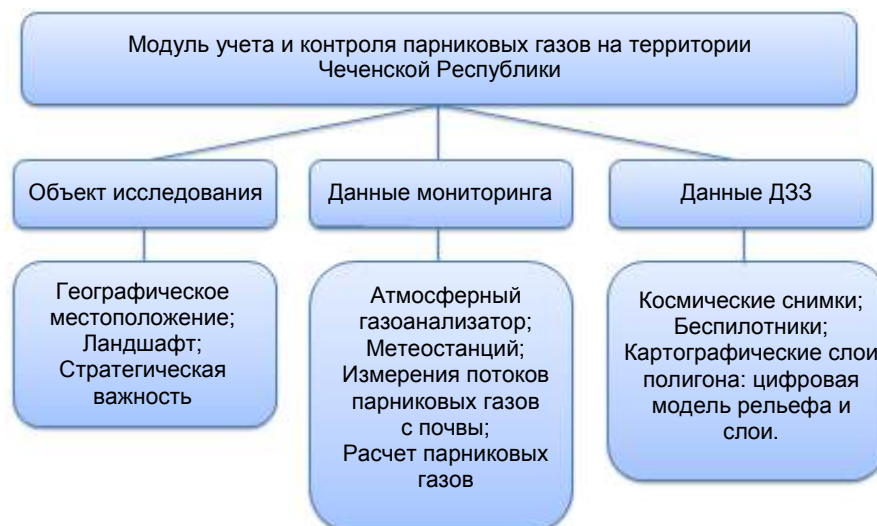 Модуль учета и контроля парниковых газов на территории
Чеченской Республики
Объект исследования
Данные мониторинга
Данные ДЗЗ
Географическое
местоположение;
Ландшафт;
Стратегическая
важность
Атмосферный
газоанализатор;
Метеостанций;
Измерения потоков
парниковых газов
с почвы;
Расчет парниковых
газов
Космические снимки;
Беспилотники;
Картографические слои
полигона: цифровая
модель рельефа и
слои.